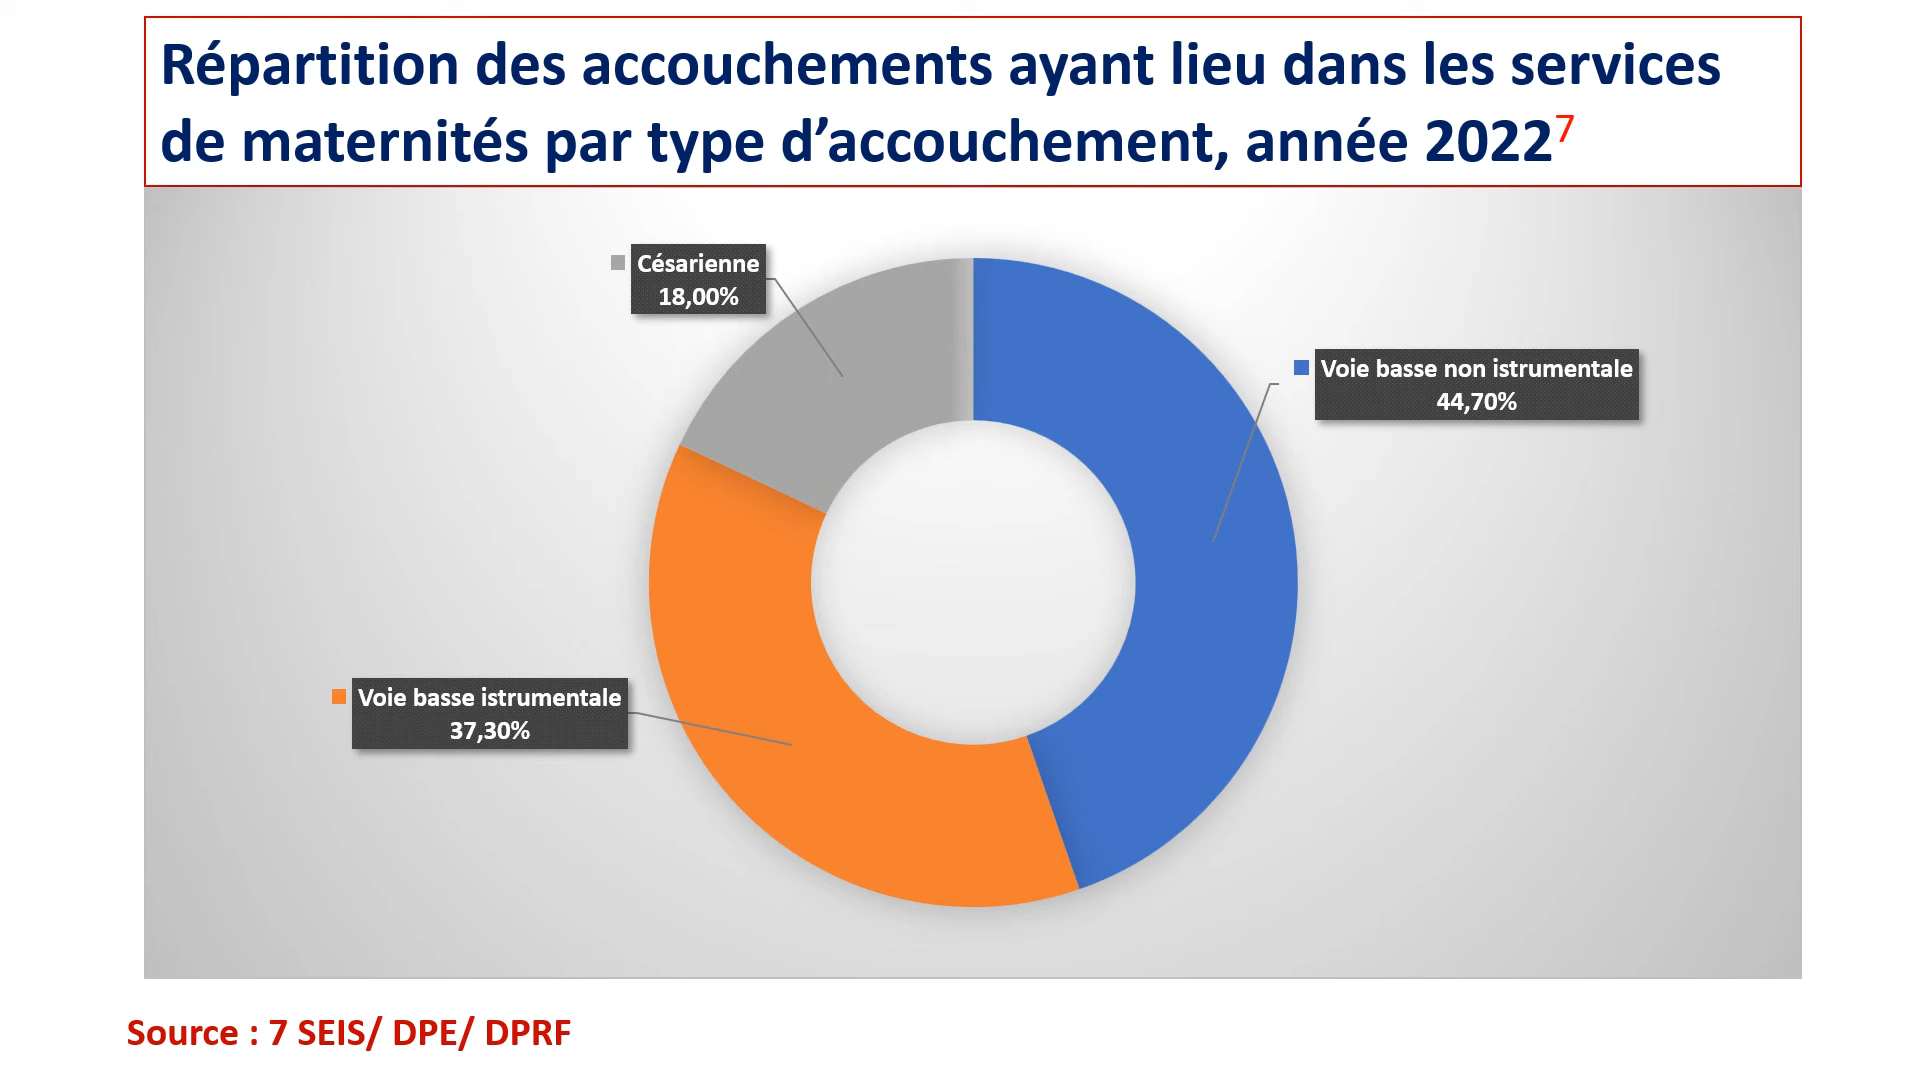 Répartition des accouchements ayant lieu dans les services
de maternités par type d’accouchement, année 2022⁷
Césarienne
18,00%
Voie basse non istrumentale
44,70%
Voie basse istrumentale
37,30%
Source : 7 SEIS/ DPE/ DPRF